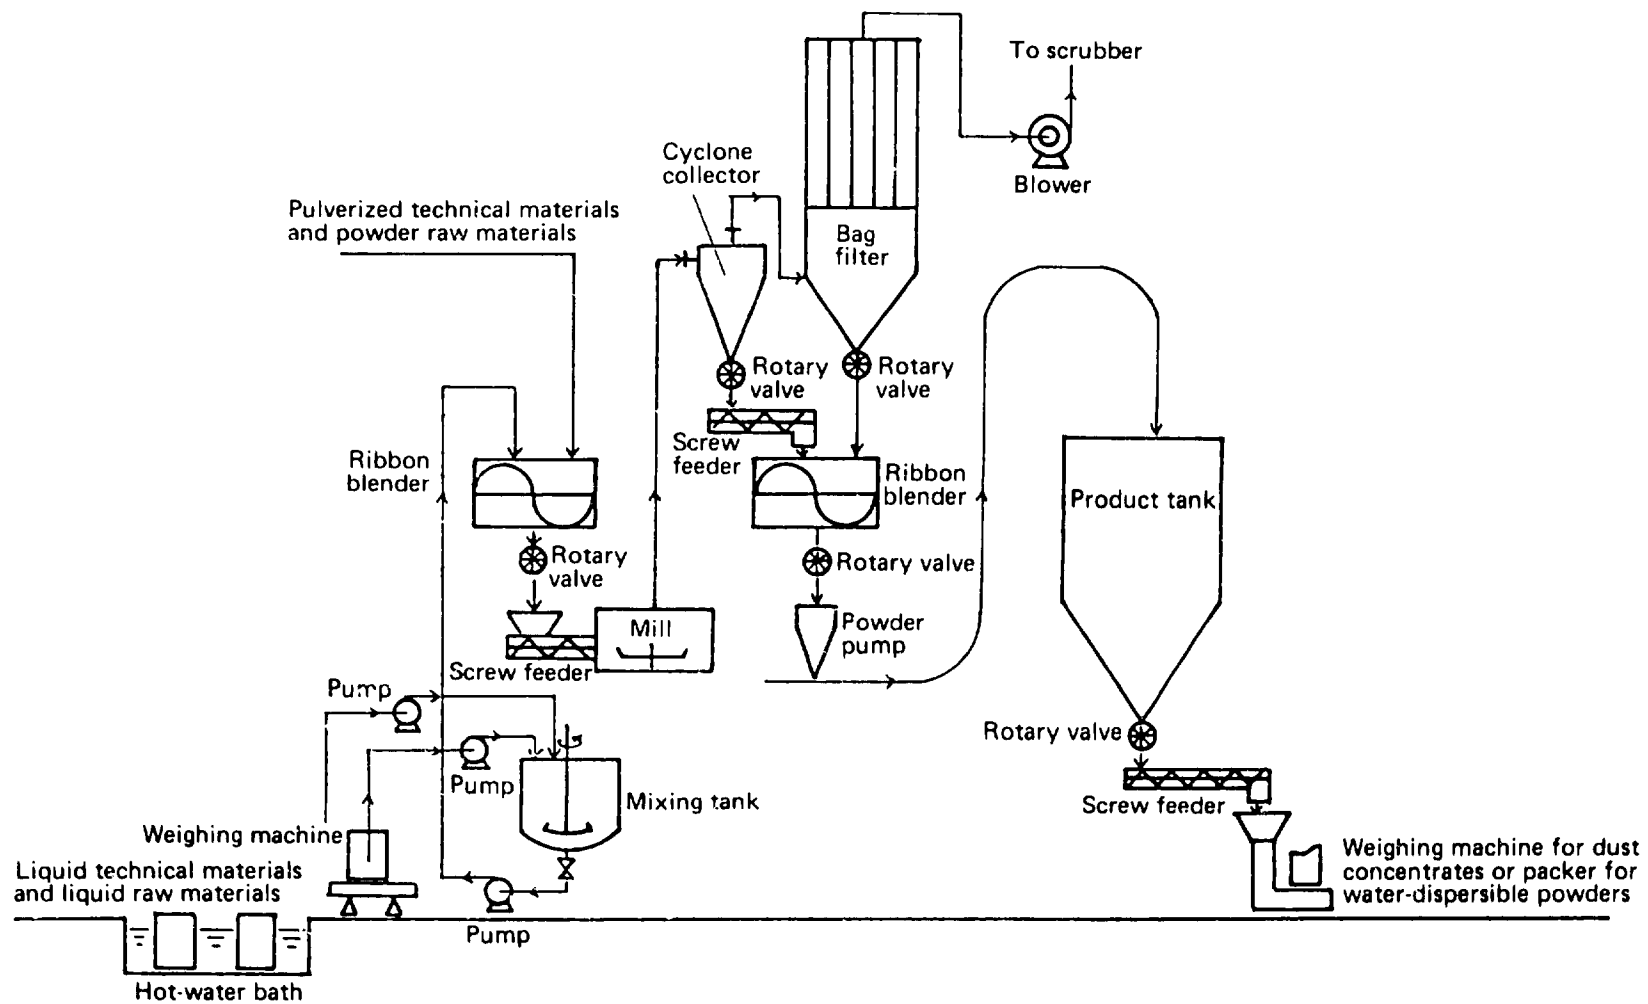 To scrubber
Blower
Cyclone
collector
Pulverized technical materials
and powder raw materials
Bag
filter
Rotary
valve
Rotary
valve
Screw
feeder
Ribbon
blender
Ribbon
blender
Product tank
Rotary
valve
Rotary valve
Mill
Powder
pump
Screw feeder
Pump
Rotary valve
Pump
Mixing tank
Screw feeder
Weighing machine
Liquid technical materials
and liquid raw materials
Weighing machine for dust
concentrates or packer for
water-dispersible powders
Pump
Hot-water bath